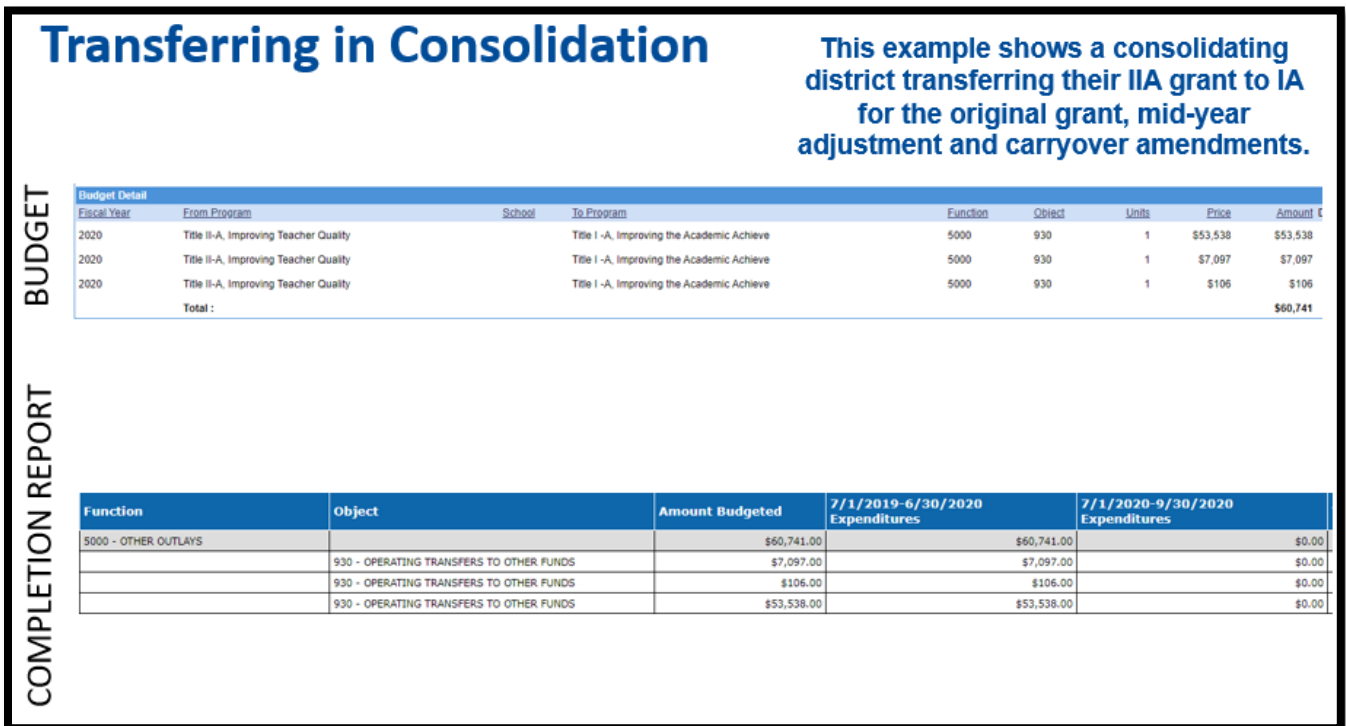 Transferring in Consolidation
This example shows a consolidating
district transferring their IIA grant to IA
for the original grant, mid-year
adjustment and carryover amendments.
BUDGET
Budget Detail
Fiscal Year From Program School To Program Function Object Units Price Amount D
2020 Title II-A, Improving Teacher Quality Title I -A, Improving the Academic Achieve 5000 930 1 $53,538 $53,538
2020 Title II-A, Improving Teacher Quality Title I -A, Improving the Academic Achieve 5000 930 1 $7,097 $7,097
2020 Title II-A, Improving Teacher Quality Title I -A, Improving the Academic Achieve 5000 930 1 $106 $106
Total : $60,741
COMPLETION REPORT
Function Object Amount Budgeted 7/1/2019-6/30/2020 Expenditures 7/1/2020-9/30/2020 Expenditures
5000 - OTHER OUTLAYS $60,741.00 $60,741.00 $0.00
930 - OPERATING TRANSFERS TO OTHER FUNDS $7,097.00 $7,097.00 $0.00
930 - OPERATING TRANSFERS TO OTHER FUNDS $106.00 $106.00 $0.00
930 - OPERATING TRANSFERS TO OTHER FUNDS $53,538.00 $53,538.00 $0.00